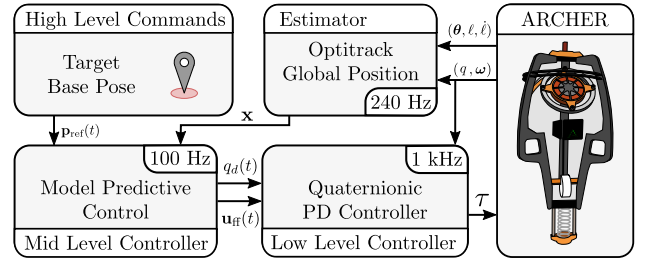 High Level Commands
Target
Base Pose
Estimator
Optitrack
Global Position
240 Hz
ARCHER
(θ, ℓ, ℓ̇)
(q, ω)
p_ref(t)
x
100 Hz
Model Predictive
Control
Mid Level Controller
q_d(t)
u_ff(t)
1 kHz
Quaternionic
PD Controller
Low Level Controller
τ